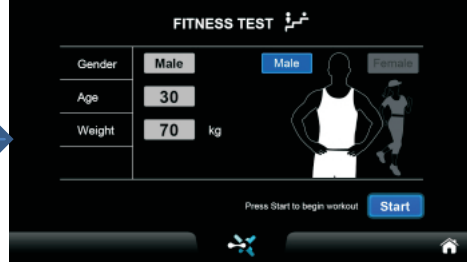 FITNESS TEST
Gender Male Male Female
Age 30
Weight 70 kg
Press Start to begin workout Start